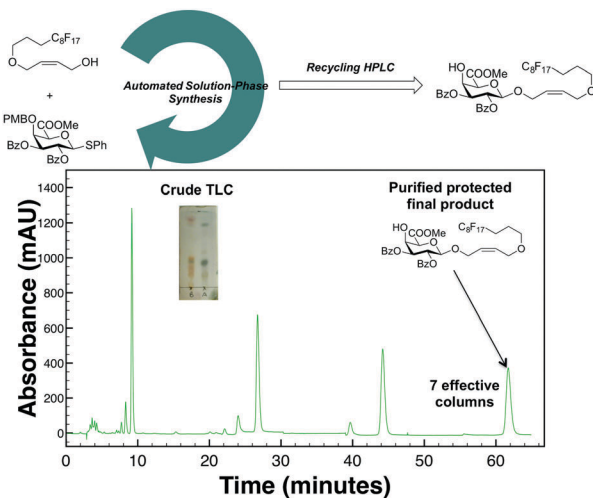 C8F17
O
OH
+
PMBO
COOMe
O
BzO
SPh
BzO
Automated Solution-Phase
Synthesis
Recycling HPLC
HO
COOMe
C8F17
O
BzO
O
O
BzO
Crude TLC
6 A
Purified protected
final product
HO
COOMe
C8F17
O
BzO
O
O
BzO
7 effective
columns
Absorbance (mAU)
1400
1200
1000
800
600
400
200
0
0 10 20 30 40 50 60
Time (minutes)